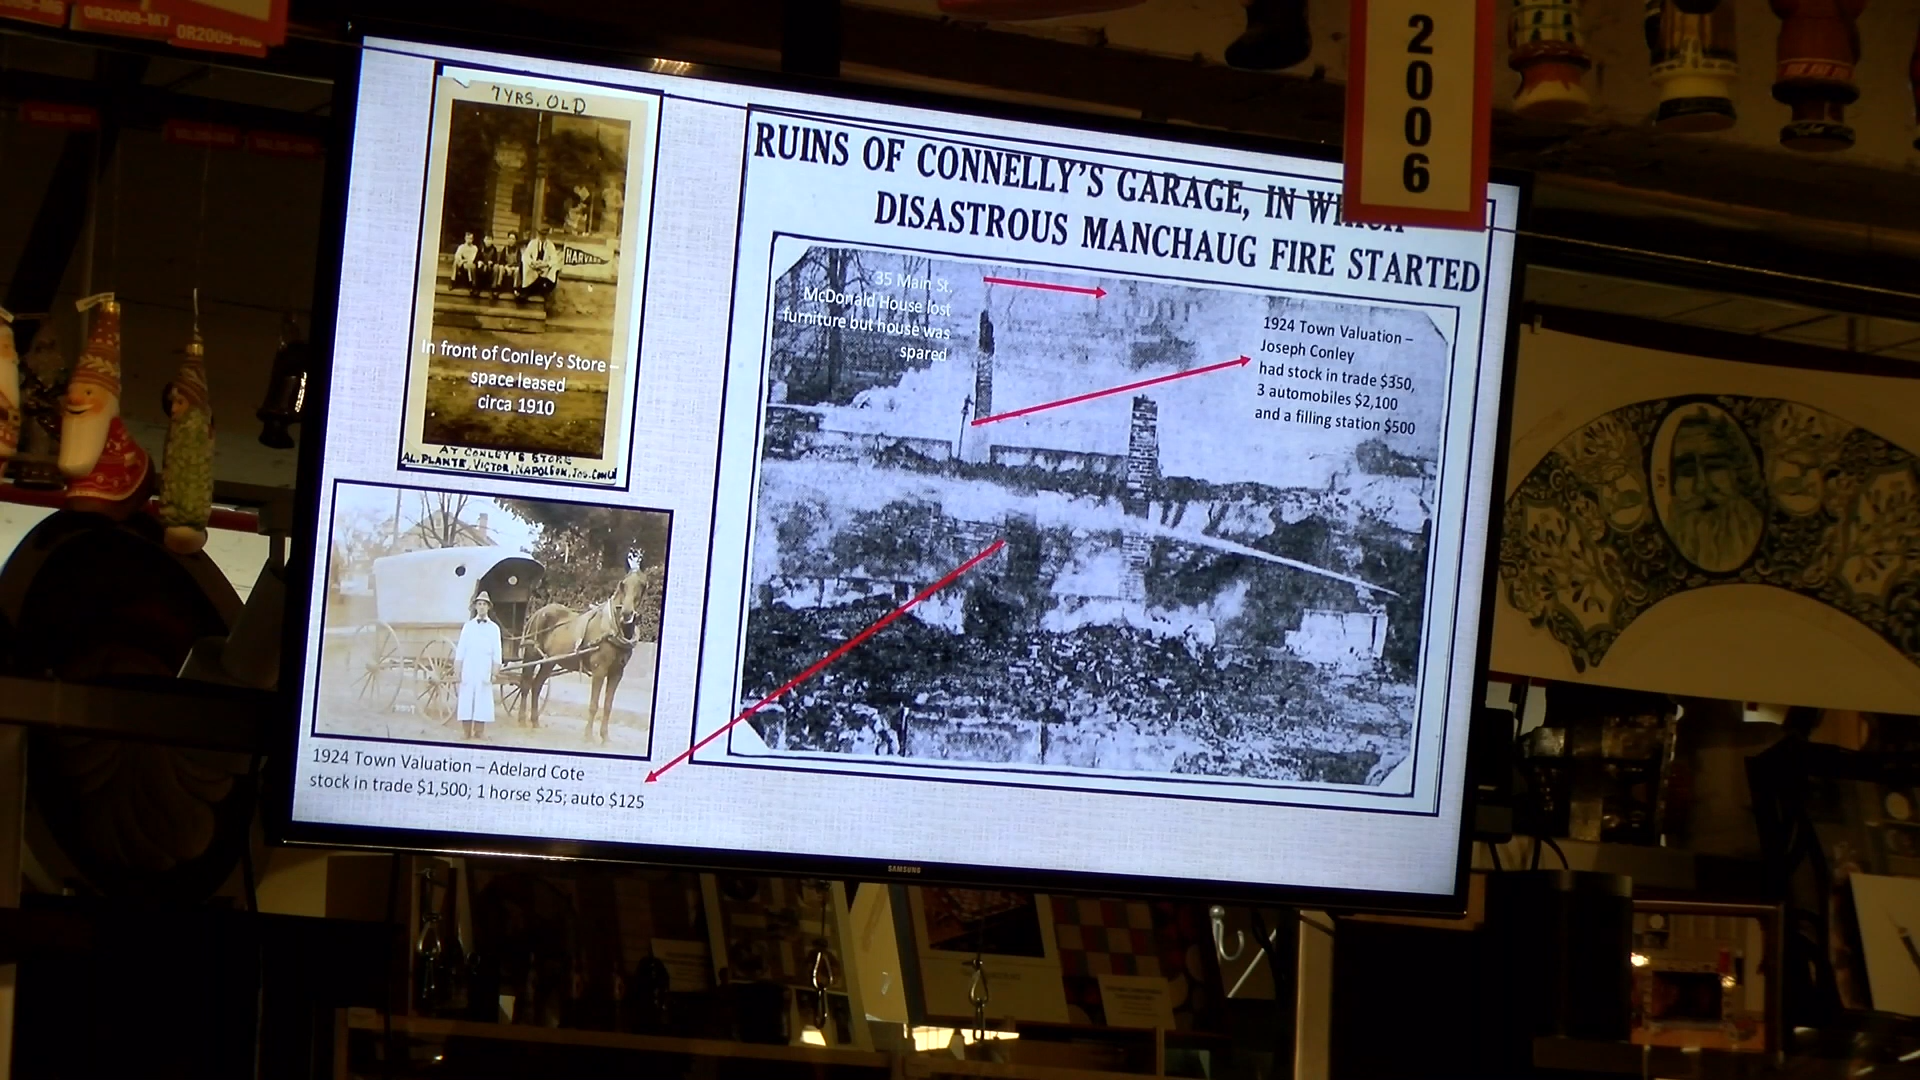 OR2009-M7
2006
7 YRS. OLD
HARVARD
In front of Conley's Store –
space leased
circa 1910
AT CONLEY'S STORE
AL. PLANTE, VICTOR, NAPOLEON, JOS.
RUINS OF CONNELLY'S GARAGE, IN WHICH
DISASTROUS MANCHAUG FIRE STARTED
35 Main St.
McDonald House lost
furniture but house was
spared
1924 Town Valuation –
Joseph Conley
had stock in trade $350,
3 automobiles $2,100
and a filling station $500
1924 Town Valuation – Adelard Cote
stock in trade $1,500; 1 horse $25; auto $125
SAMSUNG